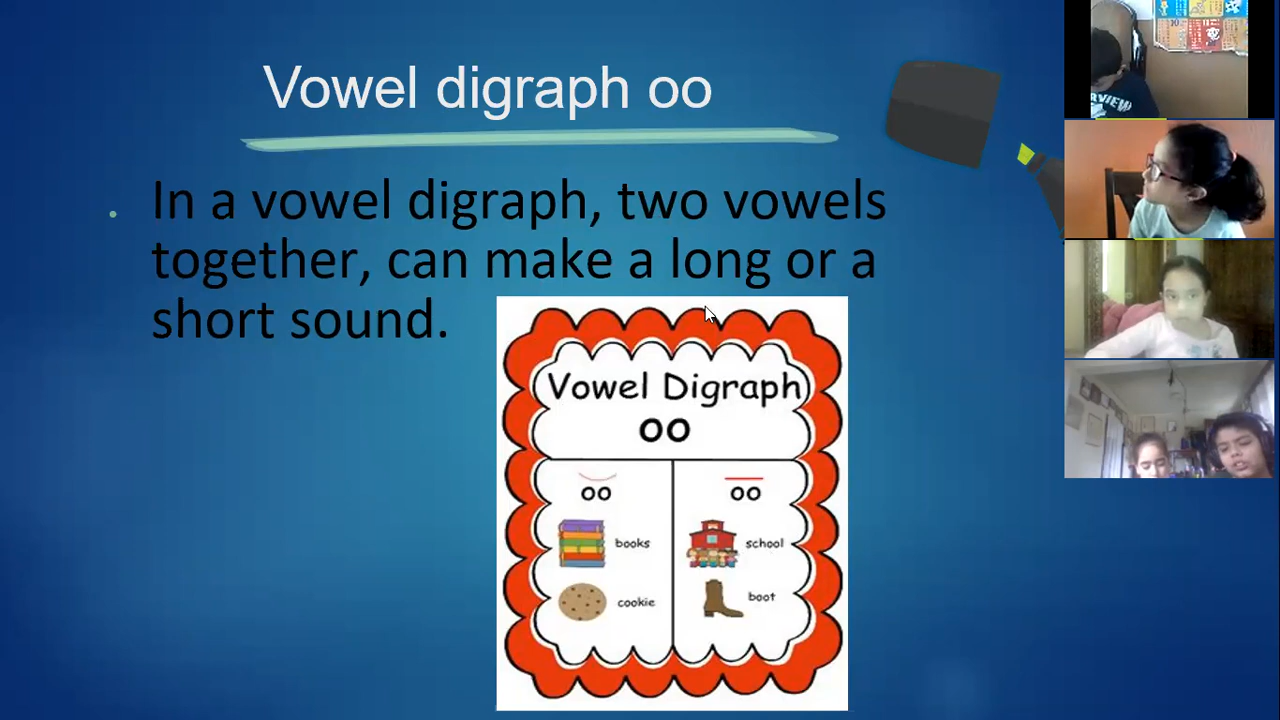 Vowel digraph oo
In a vowel digraph, two vowels
together, can make a long or a
short sound.
Vowel Digraph
oo
oo
books
cookie
oo
school
boot
RVIEW